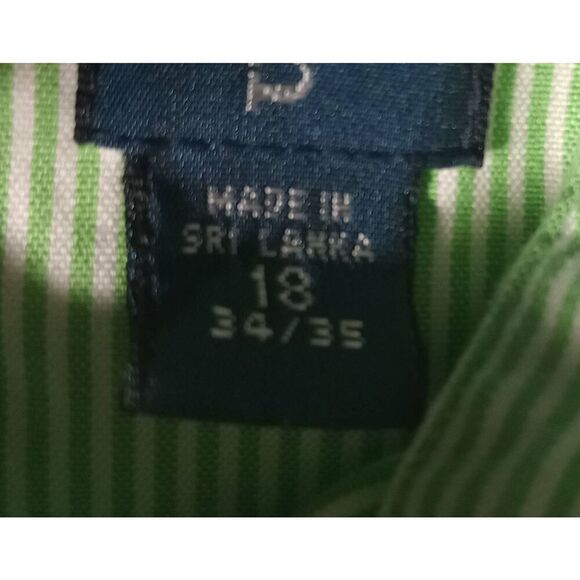 MADE IN
SRI LANKA
18
34/35